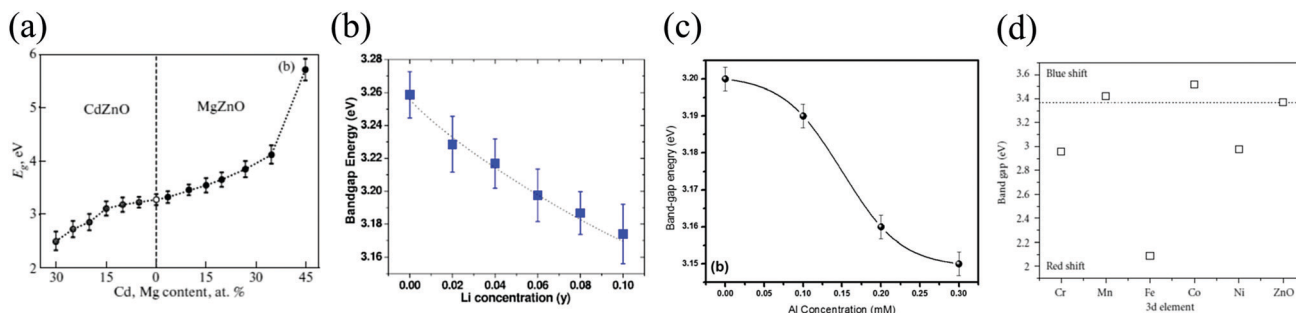 (a)
(b)
6
5
4
3
2
E_g, eV
CdZnO
MgZnO
30
15
0
15
30
45
Cd, Mg content, at. %
(b)
3.28
3.26
3.24
3.22
3.20
3.18
3.16
Bandgap Energy (eV)
0.00
0.02
0.04
0.06
0.08
0.10
Li concentration (y)
(c)
3.20
3.19
3.18
3.17
3.16
3.15
Band-gap enegry (eV)
(b)
0.00
0.05
0.10
0.15
0.20
0.25
0.30
Al Concentration (mM)
(d)
3.6
3.4
3.2
3
2.8
2.6
2.4
2.2
2
Band gap (eV)
Blue shift
Red shift
Cr
Mn
Fe
Co
Ni
ZnO
3d element